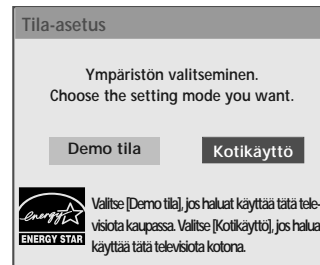 Tila-asetus
Ympäristön valitseminen.
Choose the setting mode you want.
Demo tila
Kotikäyttö
energy
ENERGY STAR
Valitse [Demo tila], jos haluat käyttää tätä tele-
visiota kaupassa. Valitse [Kotikäyttö], jos halua
käyttää tätä televisiota kotona.